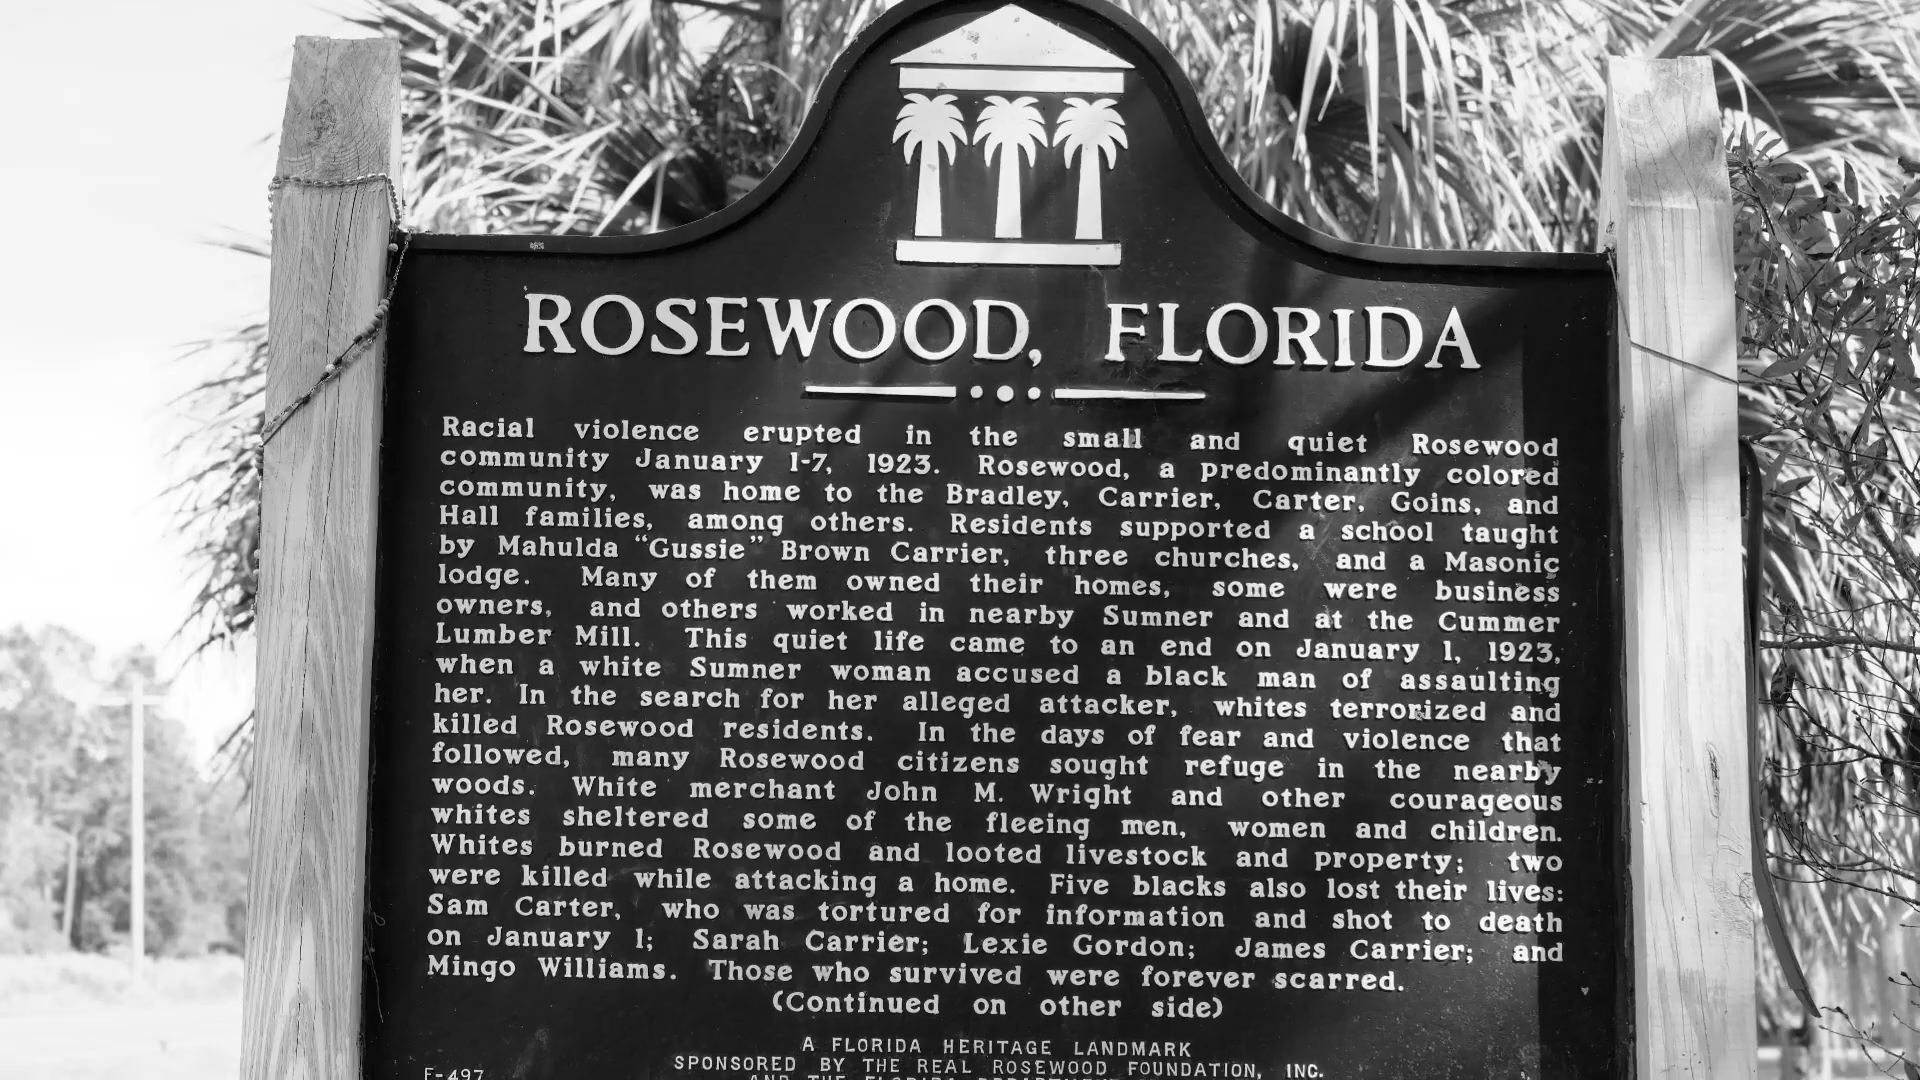 ROSEWOOD, FLORIDA
Racial violence erupted in the small and quiet Rosewood
community January 1-7, 1923. Rosewood, a predominantly colored
community, was home to the Bradley, Carrier, Carter, Goins, and
Hall families, among others. Residents supported a school taught
by Mahulda “Gussie” Brown Carrier, three churches, and a Masonic
lodge. Many of them owned their homes, some were business
owners, and others worked in nearby Sumner and at the Cummer
Lumber Mill. This quiet life came to an end on January 1, 1923,
when a white Sumner woman accused a black man of assaulting
her. In the search for her alleged attacker, whites terrorized and
killed Rosewood residents. In the days of fear and violence that
followed, many Rosewood citizens sought refuge in the nearby
woods. White merchant John M. Wright and other courageous
whites sheltered some of the fleeing men, women and children.
Whites burned Rosewood and looted livestock and property; two
were killed while attacking a home. Five blacks also lost their lives:
Sam Carter, who was tortured for information and shot to death
on January 1; Sarah Carrier; Lexie Gordon; James Carrier; and
Mingo Williams. Those who survived were forever scarred.
(Continued on other side)
A FLORIDA HERITAGE LANDMARK
SPONSORED BY THE REAL ROSEWOOD FOUNDATION, INC.
F-497
AND THE FLORIDA